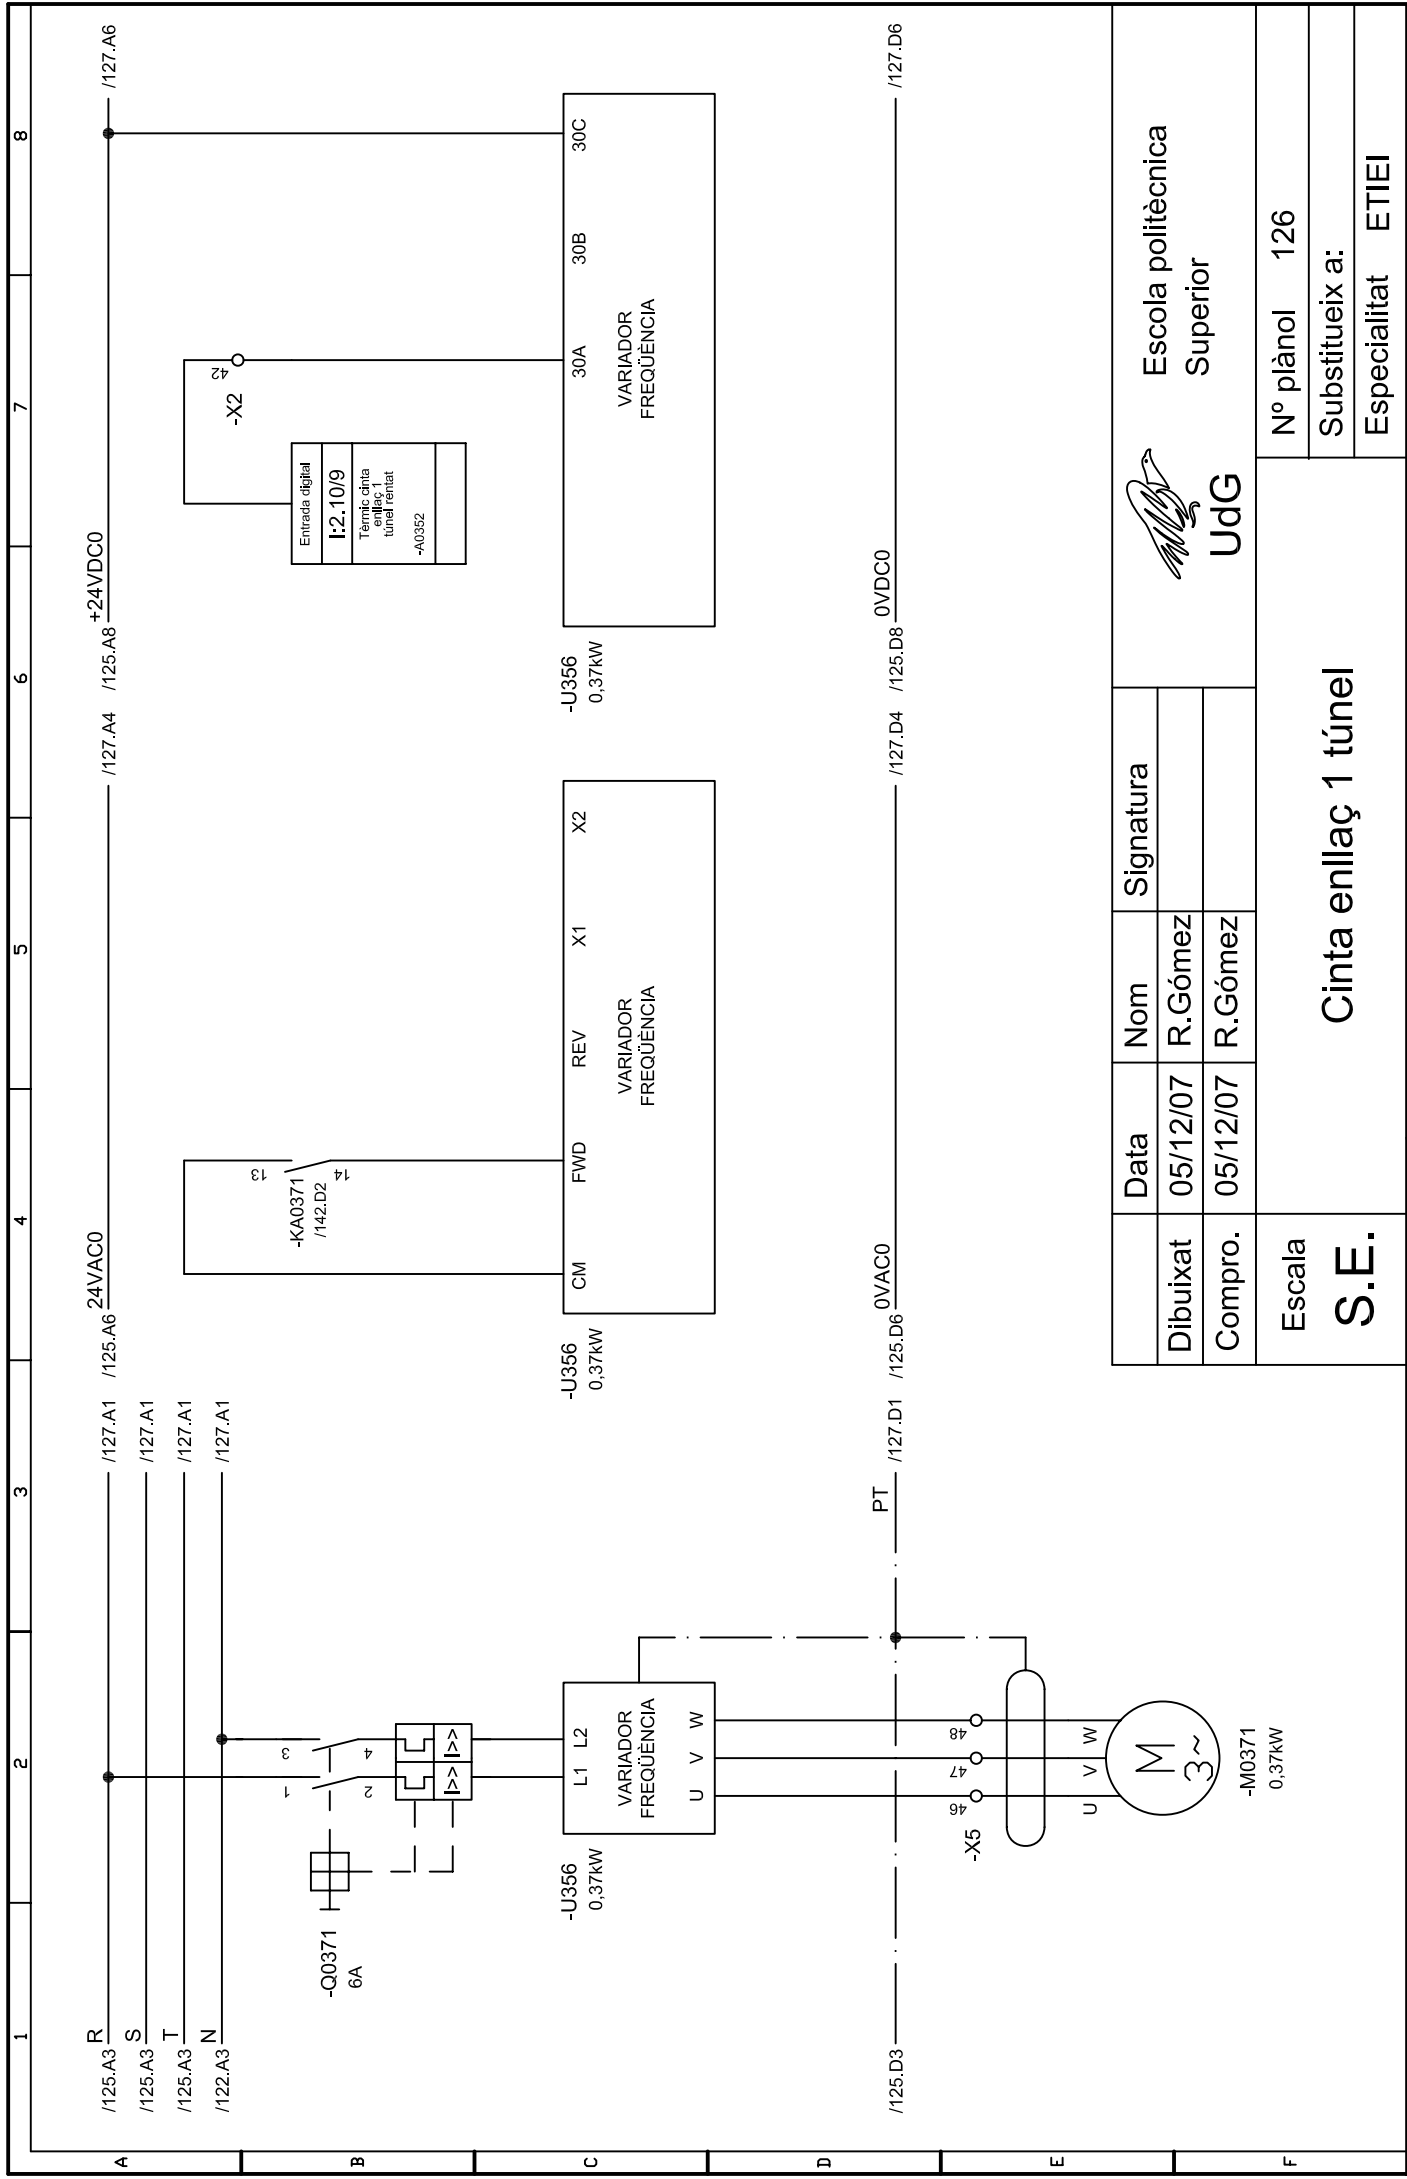 1 2 3 4 5 6 7 8
A
B
C
D
E
F
/125.A3 R /127.A1
/125.A3 S /127.A1
/125.A3 T /127.A1
/122.A3 N /127.A1
/125.A6 24VAC0 /127.A4
/125.A8 +24VDC0 /127.A6
-Q0371
6A
1 3
2 4
I>> I>>
-U356
0,37kW
L1 L2
VARIADOR
FREQÜÈNCIA
U V W
/125.D3 PT /127.D1
-X5
46 47 48
U V W
M
3~
-M0371
0,37kW
13
-KA0371
/142.D2
14
-U356
0,37kW
CM FWD REV X1 X2
VARIADOR
FREQÜÈNCIA
/125.D6 0VAC0 /127.D4
Entrada digital
I:2.10/9
Tèrmic cinta
enllaç 1
túnel rentat
-A0352
42
-X2
-U356
0,37kW
30A 30B 30C
VARIADOR
FREQÜÈNCIA
/125.D8 0VDC0 /127.D6
Data Nom Signatura
Dibuixat 05/12/07 R.Gómez
Compro. 05/12/07 R.Gómez
UdG
Escola politècnica
Superior
Escala
S.E.
Cinta enllaç 1 túnel
Nº plànol 126
Substitueix a:
Especialitat ETIEI